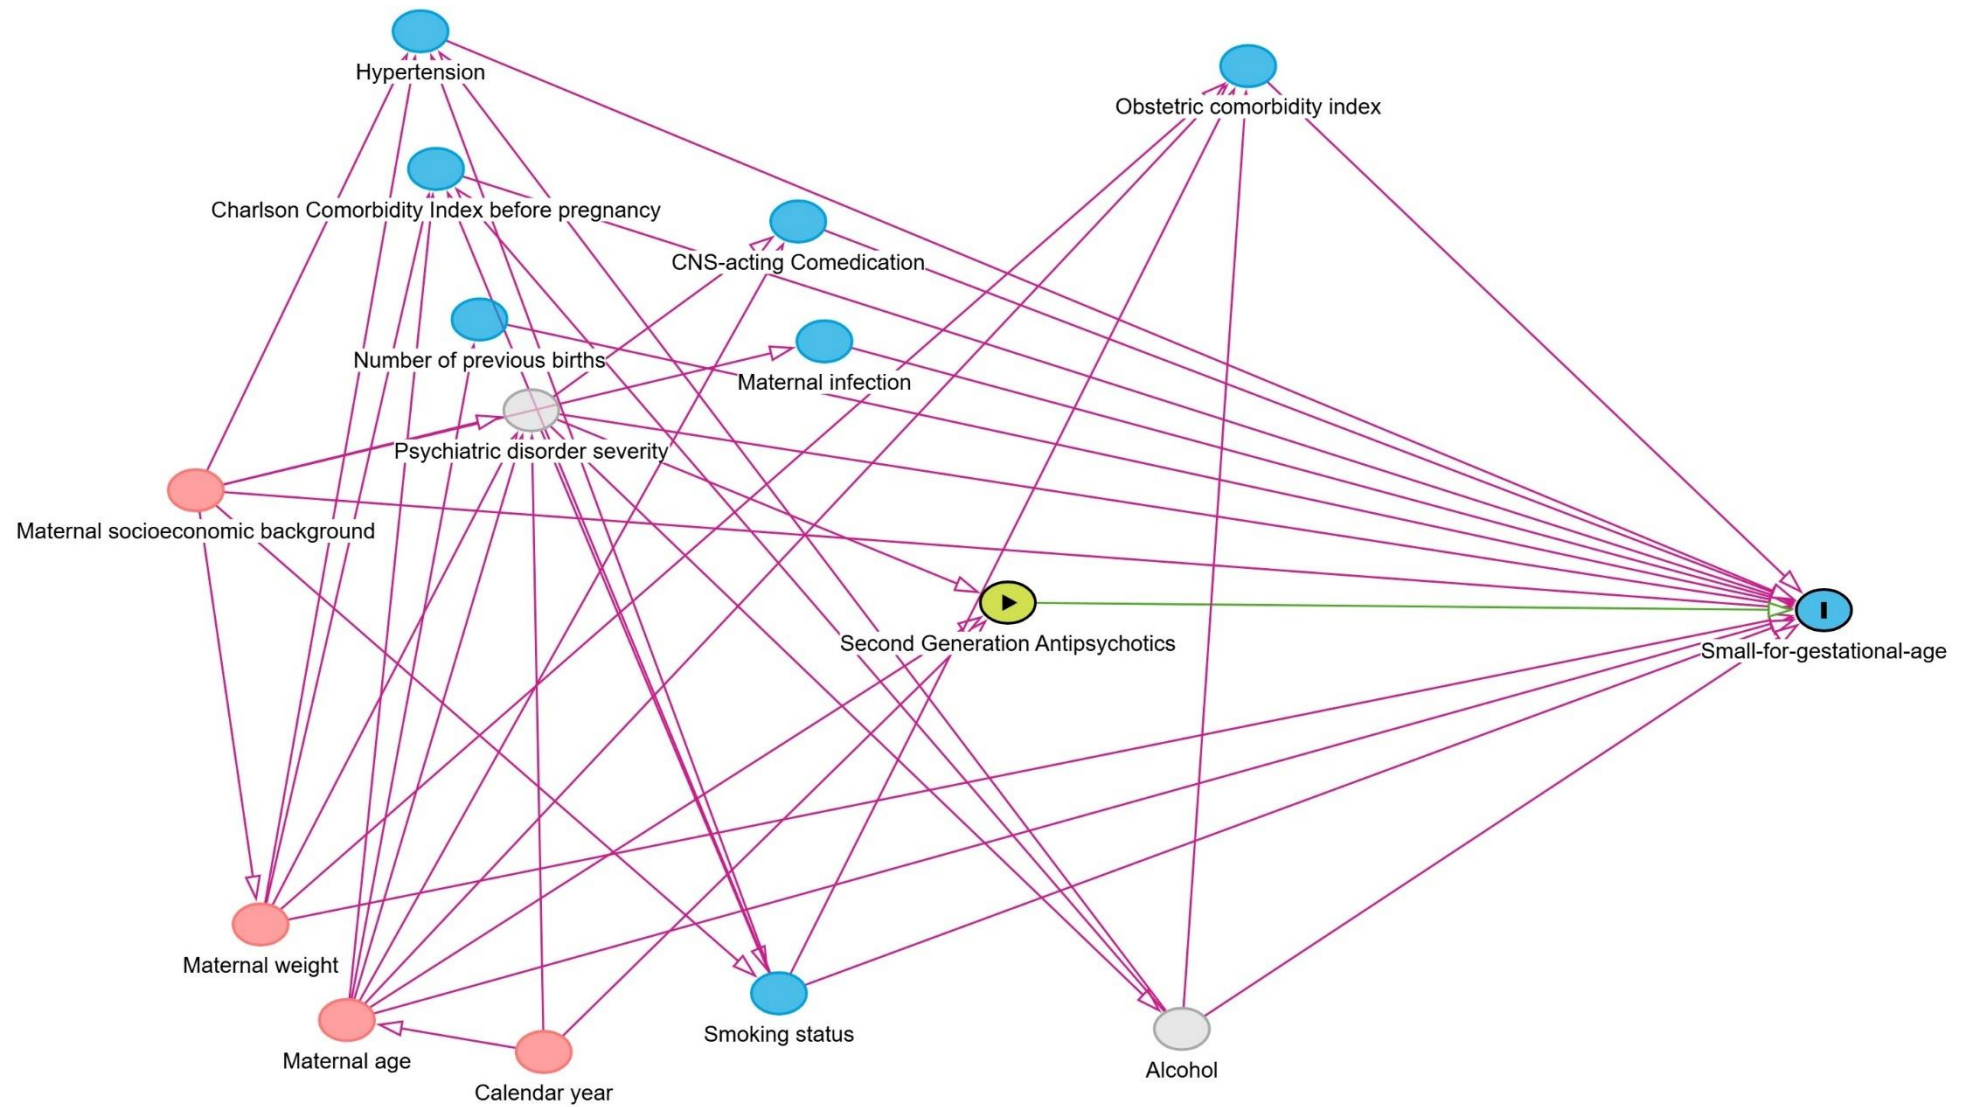 Hypertension
Obstetric comorbidity index
Charlson Comorbidity Index before pregnancy
CNS-acting Comedication
Number of previous births
Maternal infection
Psychiatric disorder severity
Maternal socioeconomic background
Second Generation Antipsychotics
Small-for-gestational-age
Maternal weight
Smoking status
Maternal age
Alcohol
Calendar year